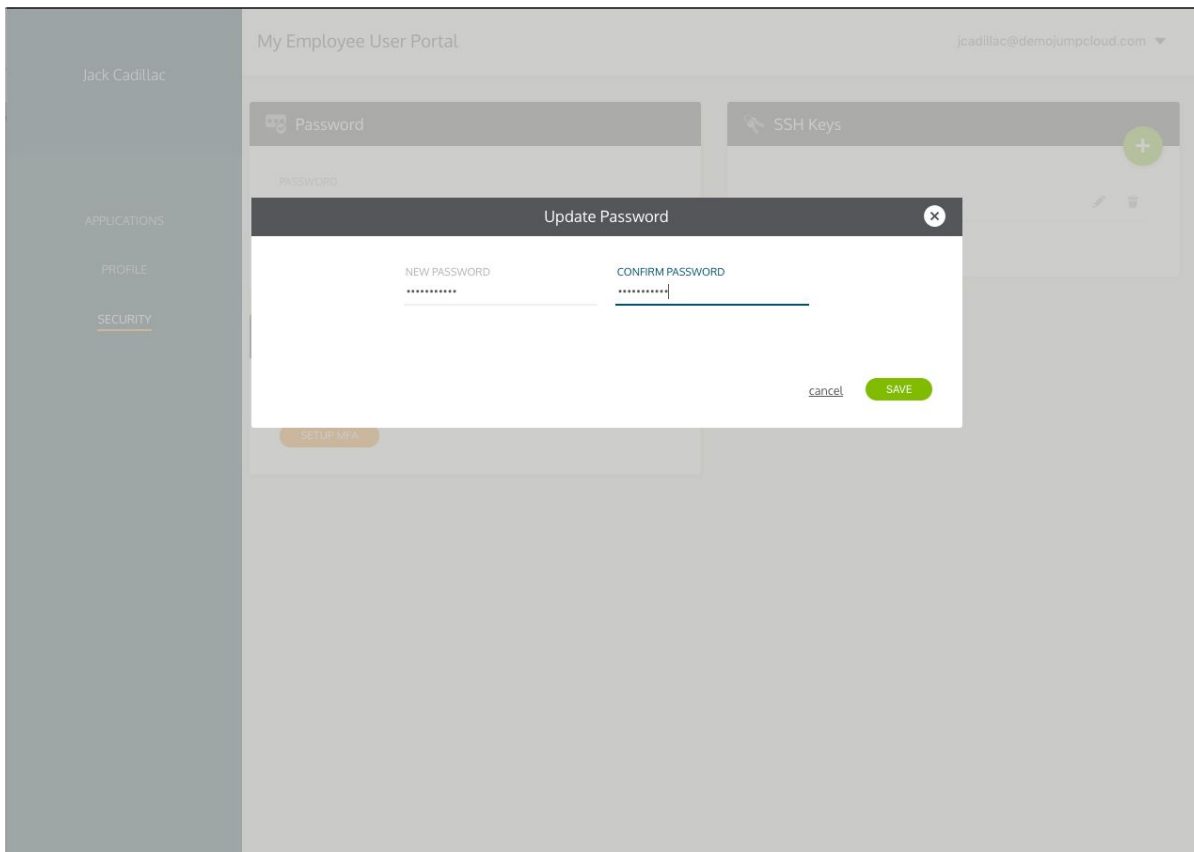 My Employee User Portal
jcadillac@demojumpcloud.com
Jack Cadillac
Password
SSH Keys
PASSWORD
APPLICATIONS
PROFILE
SECURITY
Update Password
NEW PASSWORD
CONFIRM PASSWORD
•••••••••••
•••••••••••
cancel
SAVE
SETUP MFA